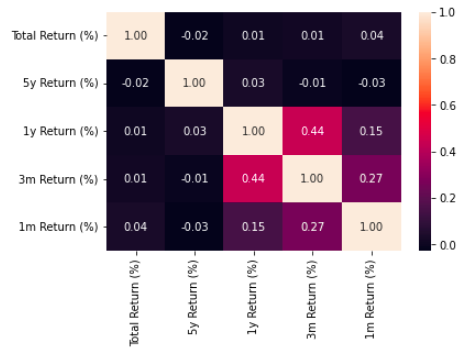 Total Return (%) 1.00 -0.02 0.01 0.01 0.04
5y Return (%) -0.02 1.00 0.03 -0.01 -0.03
1y Return (%) 0.01 0.03 1.00 0.44 0.15
3m Return (%) 0.01 -0.01 0.44 1.00 0.27
1m Return (%) 0.04 -0.03 0.15 0.27 1.00
Total Return (%)
5y Return (%)
1y Return (%)
3m Return (%)
1m Return (%)
1.0
0.8
0.6
0.4
0.2
0.0